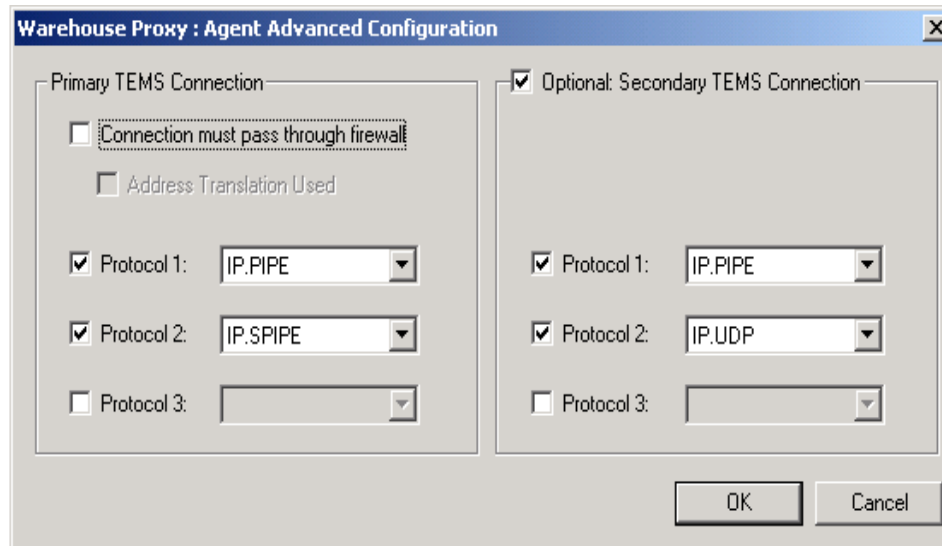 Warehouse Proxy : Agent Advanced Configuration
Primary TEMS Connection
Connection must pass through firewall
Address Translation Used
Protocol 1: IP.PIPE
Protocol 2: IP.SPIPE
Protocol 3:
Optional: Secondary TEMS Connection
Protocol 1: IP.PIPE
Protocol 2: IP.UDP
Protocol 3:
OK Cancel